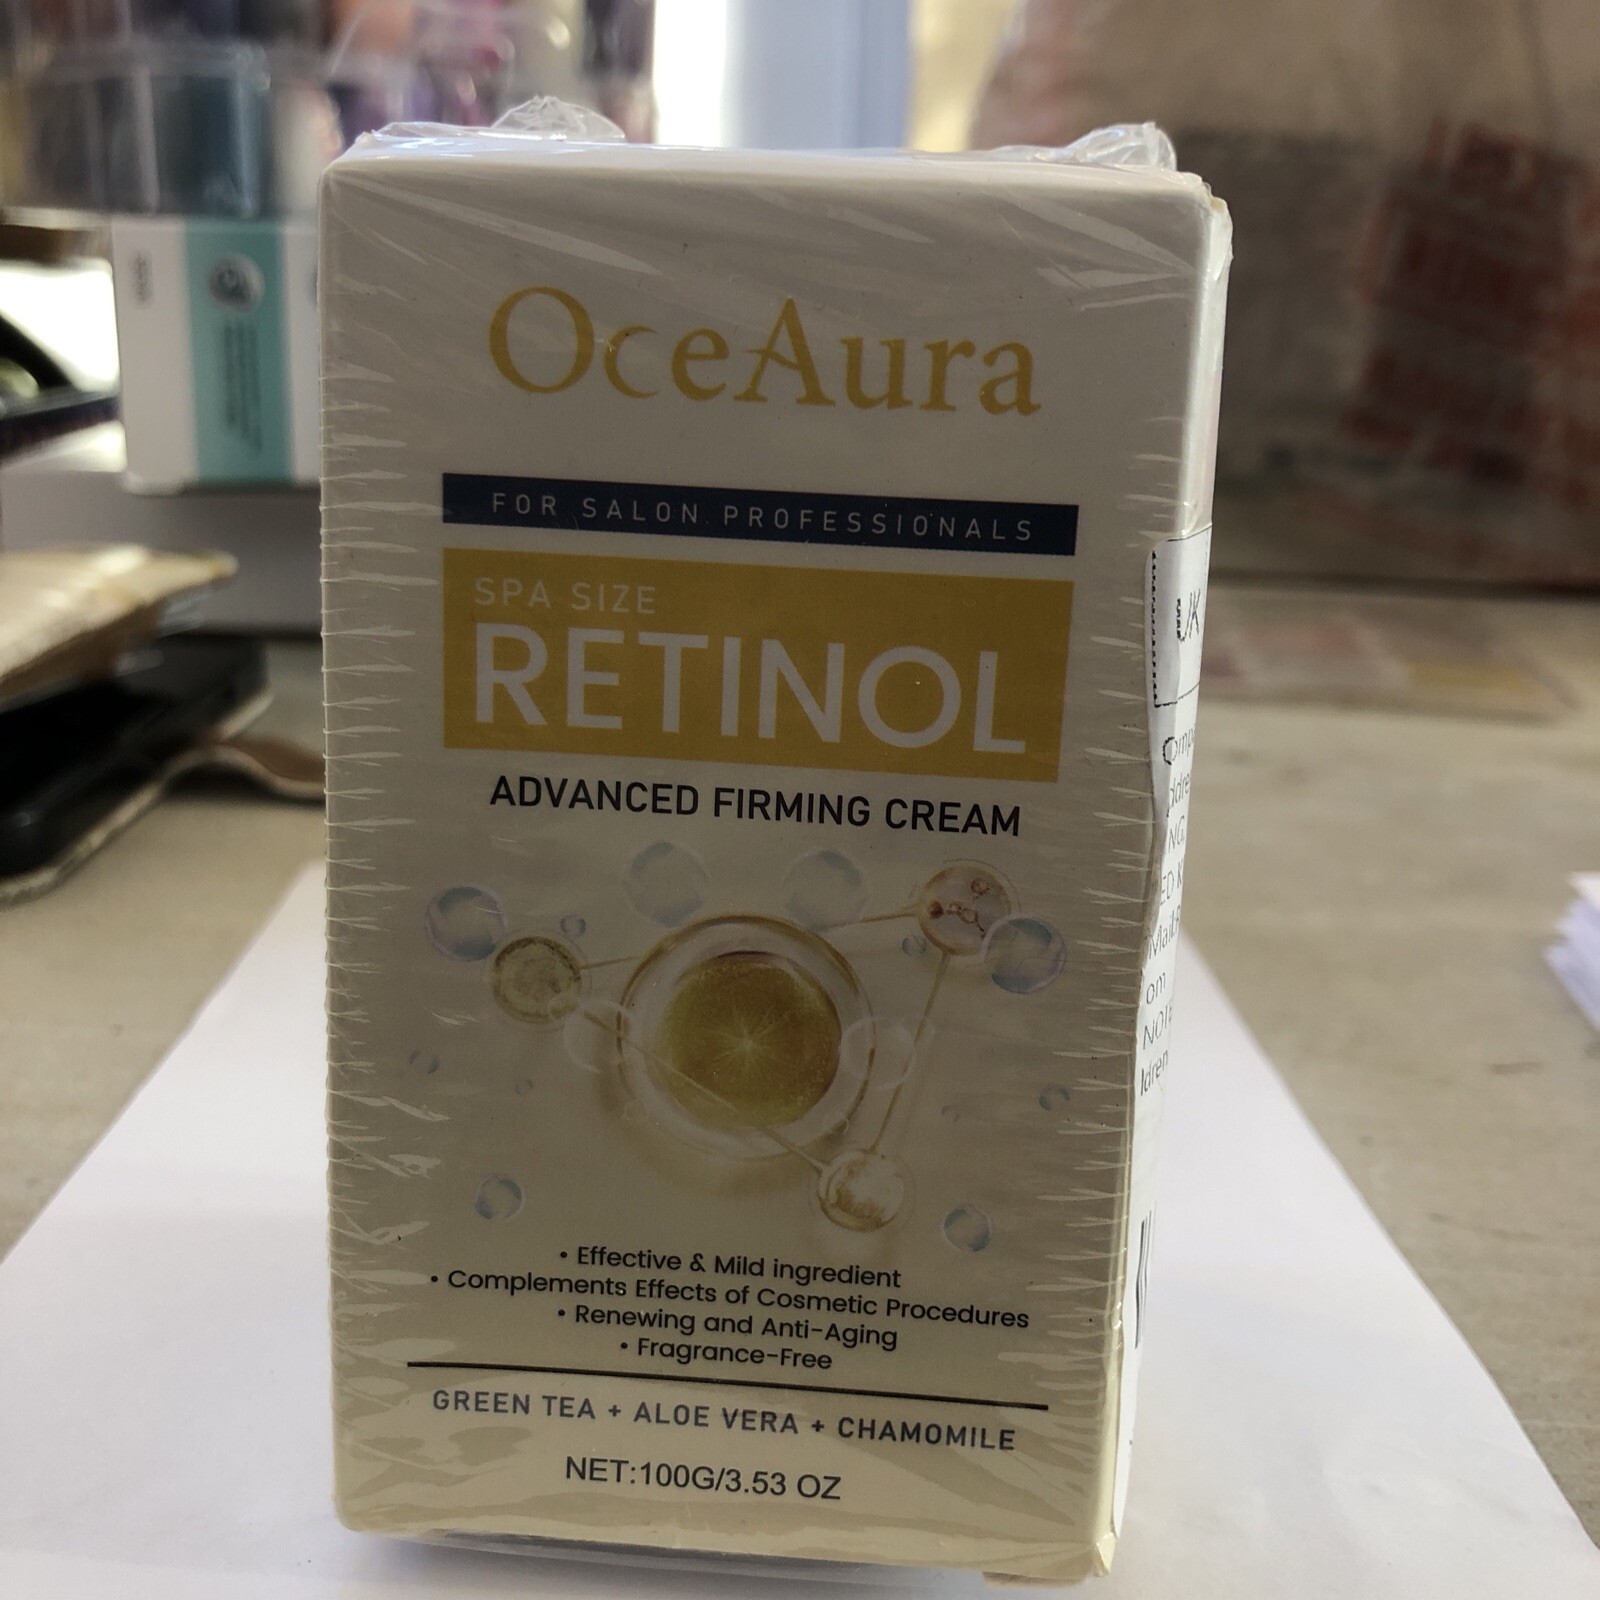 OceAura
FOR SALON PROFESSIONALS
SPA SIZE
RETINOL
ADVANCED FIRMING CREAM
• Effective & Mild ingredient
• Complements Effects of Cosmetic Procedures
• Renewing and Anti-Aging
• Fragrance-Free
GREEN TEA + ALOE VERA + CHAMOMILE
NET:100G/3.53 OZ
UK